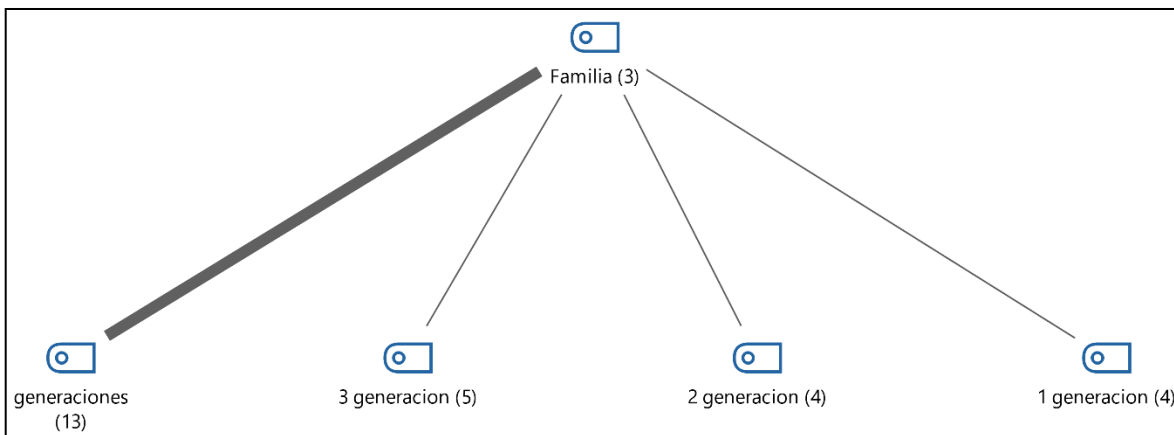 Familia (3)
generaciones
(13)
3 generacion (5)
2 generacion (4)
1 generacion (4)